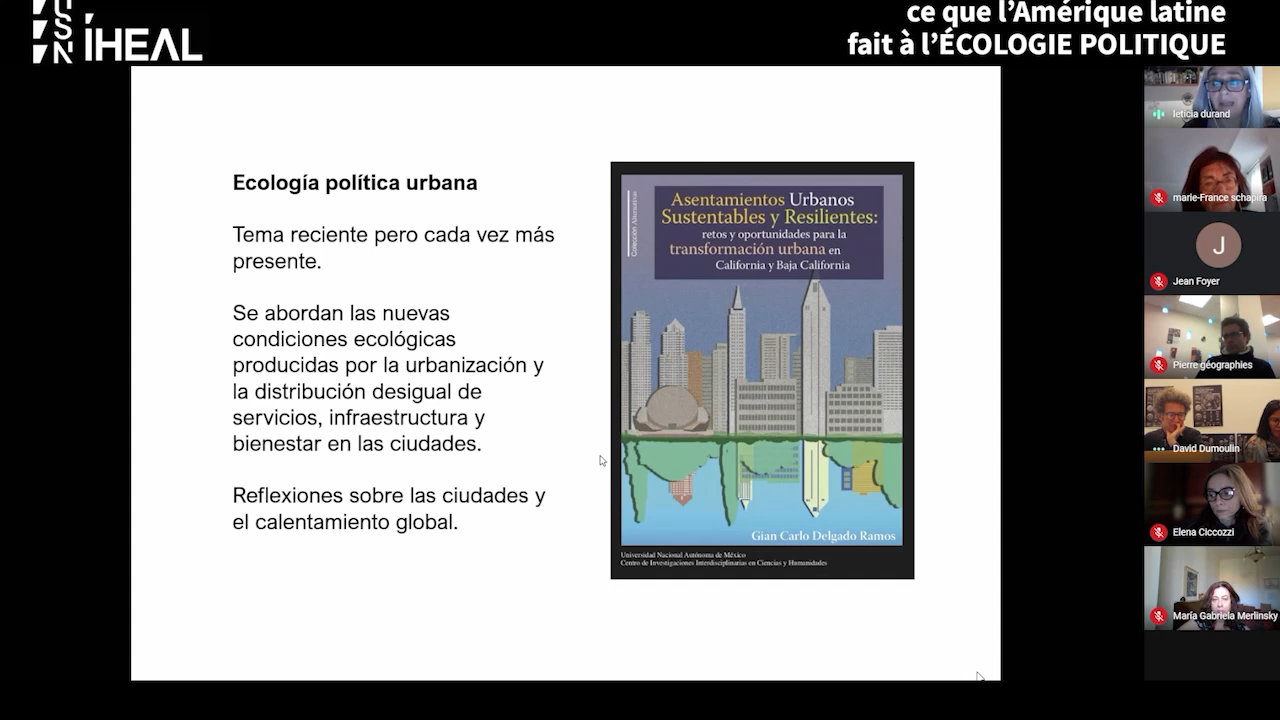 USN
ÍHEAL
ce que l'Amérique latine
fait à l'ÉCOLOGIE POLITIQUE
Ecología política urbana
Tema reciente pero cada vez más
presente.
Se abordan las nuevas
condiciones ecológicas
producidas por la urbanización y
la distribución desigual de
servicios, infraestructura y
bienestar en las ciudades.
Reflexiones sobre las ciudades y
el calentamiento global.
Colección Alternativas
Asentamientos Urbanos
Sustentables y Resilientes:
retos y oportunidades para la
transformación urbana en
California y Baja California
Gian Carlo Delgado Ramos
Universidad Nacional Autónoma de México
Centro de Investigaciones Interdisciplinarias en Ciencias y Humanidades
leticia durand
marie-France schapira
J
Jean Foyer
Pierre géographies
David Dumoulin
Elena Ciccozzi
María Gabriela Merlinsky